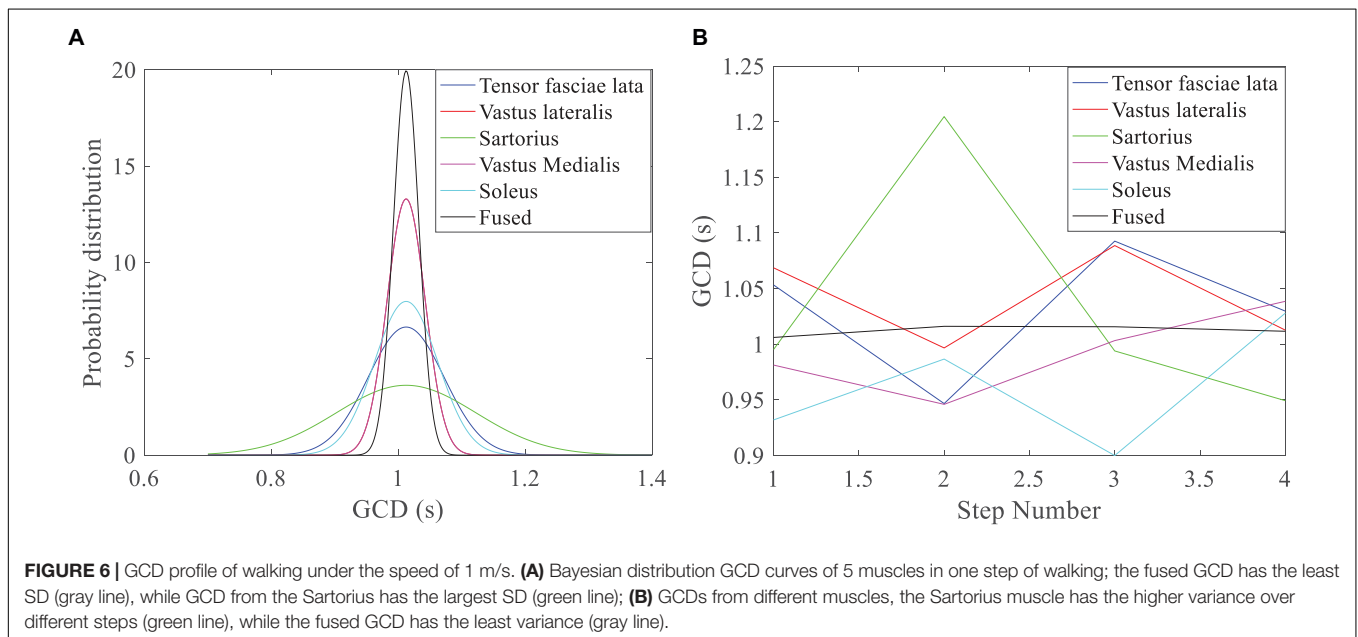 A
20
15
10
5
0
0.6
0.8
1
1.2
1.4
Probability distribution
GCD (s)
Tensor fasciae lata
Vastus lateralis
Sartorius
Vastus Medialis
Soleus
Fused
B
1.25
1.2
1.15
1.1
1.05
1
0.95
0.9
1
1.5
2
2.5
3
3.5
4
GCD (s)
Step Number
Tensor fasciae lata
Vastus lateralis
Sartorius
Vastus Medialis
Soleus
Fused
FIGURE 6 | GCD profile of walking under the speed of 1 m/s. (A) Bayesian distribution GCD curves of 5 muscles in one step of walking; the fused GCD has the least
SD (gray line), while GCD from the Sartorius has the largest SD (green line); (B) GCDs from different muscles, the Sartorius muscle has the higher variance over
different steps (green line), while the fused GCD has the least variance (gray line).